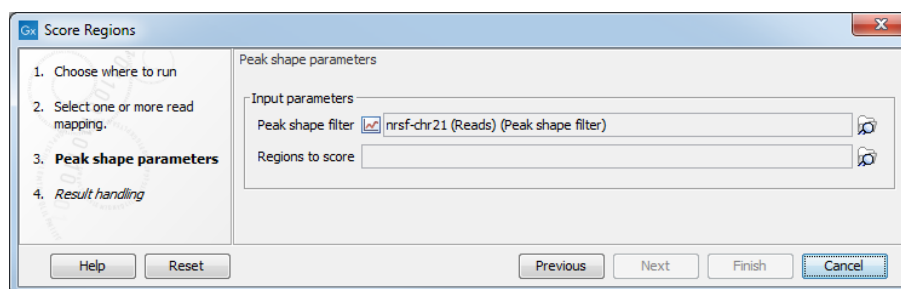 Gx Score Regions
1. Choose where to run
2. Select one or more read
mapping.
3. Peak shape parameters
4. Result handling
Peak shape parameters
Input parameters
Peak shape filter nrsf-chr21 (Reads) (Peak shape filter)
Regions to score
Help Reset Previous Next Finish Cancel